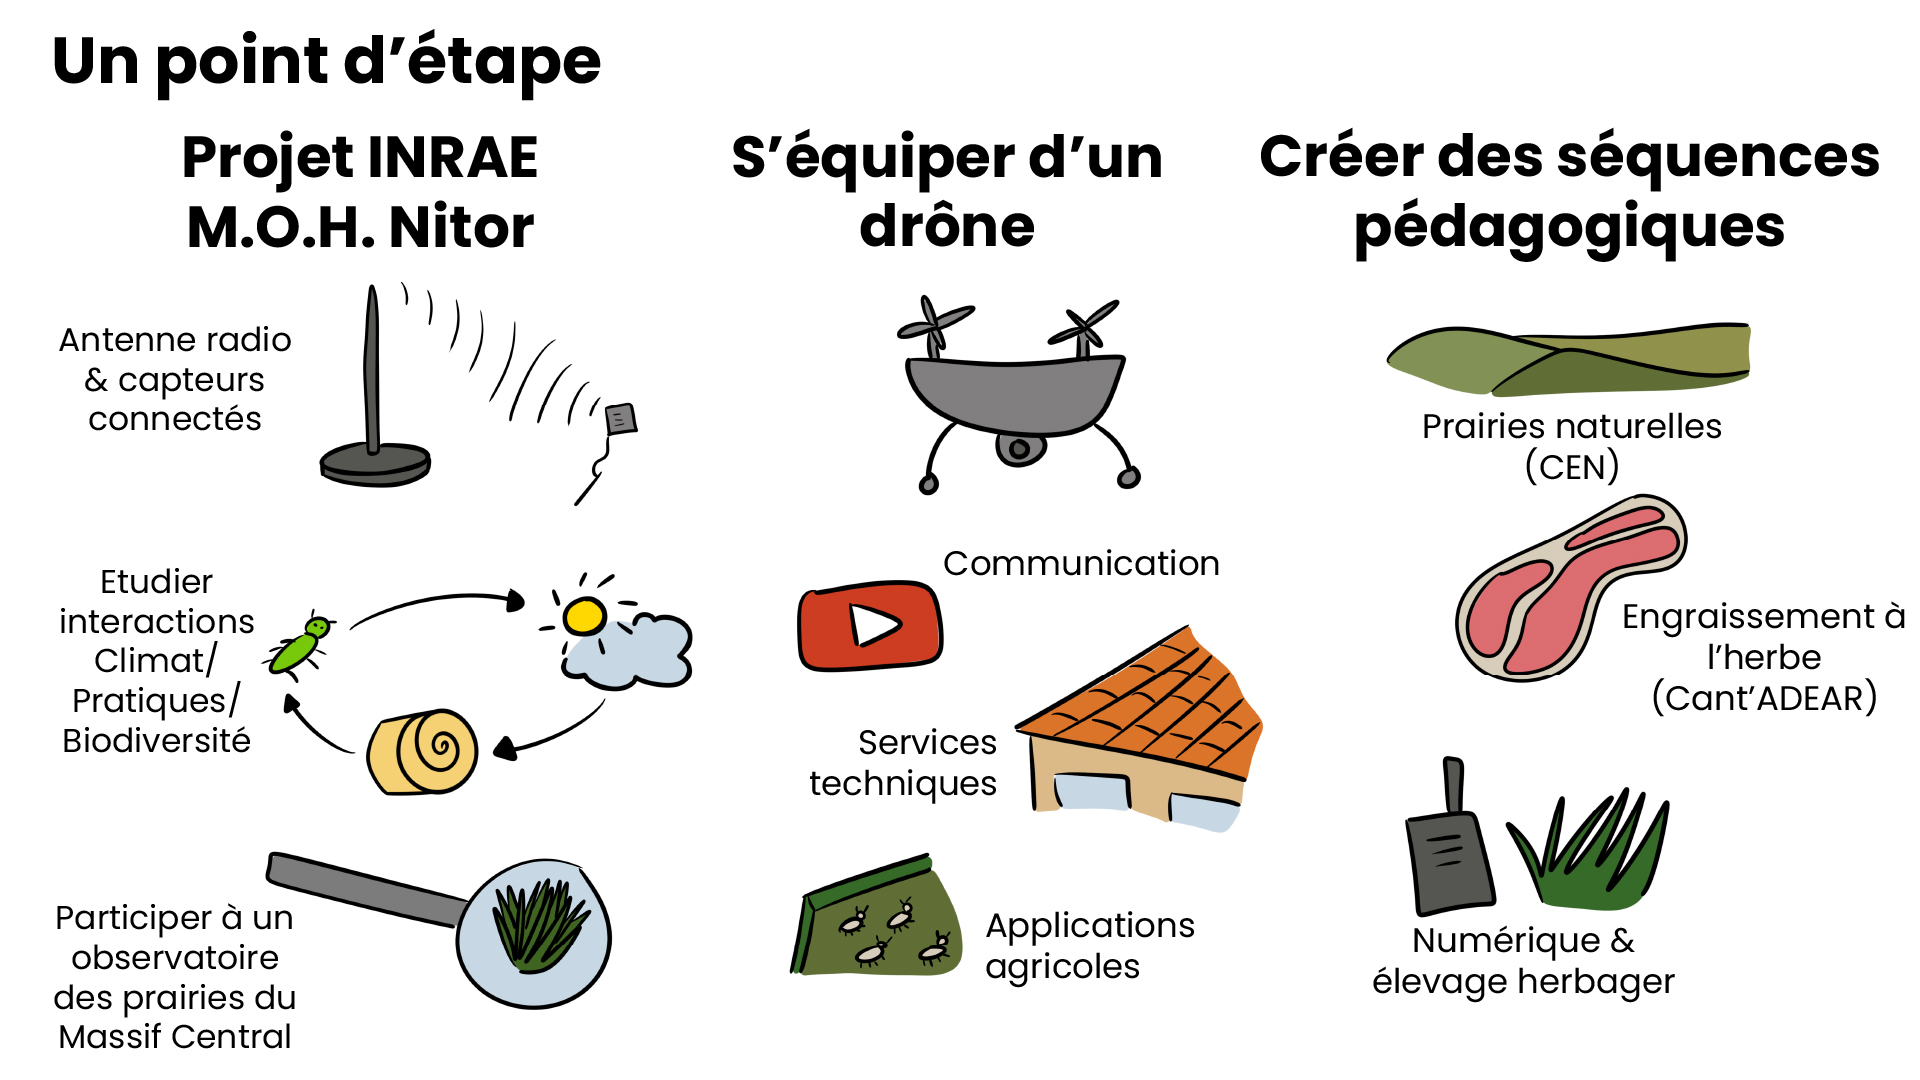 Un point d’étape
Projet INRAE
M.O.H. Nitor
Antenne radio
& capteurs
connectés
Etudier
interactions
Climat/
Pratiques/
Biodiversité
Participer à un
observatoire
des prairies du
Massif Central
S’équiper d’un
drône
Communication
Services
techniques
Applications
agricoles
Créer des séquences
pédagogiques
Prairies naturelles
(CEN)
Engraissement à
l’herbe
(Cant’ADEAR)
Numérique &
élevage herbager